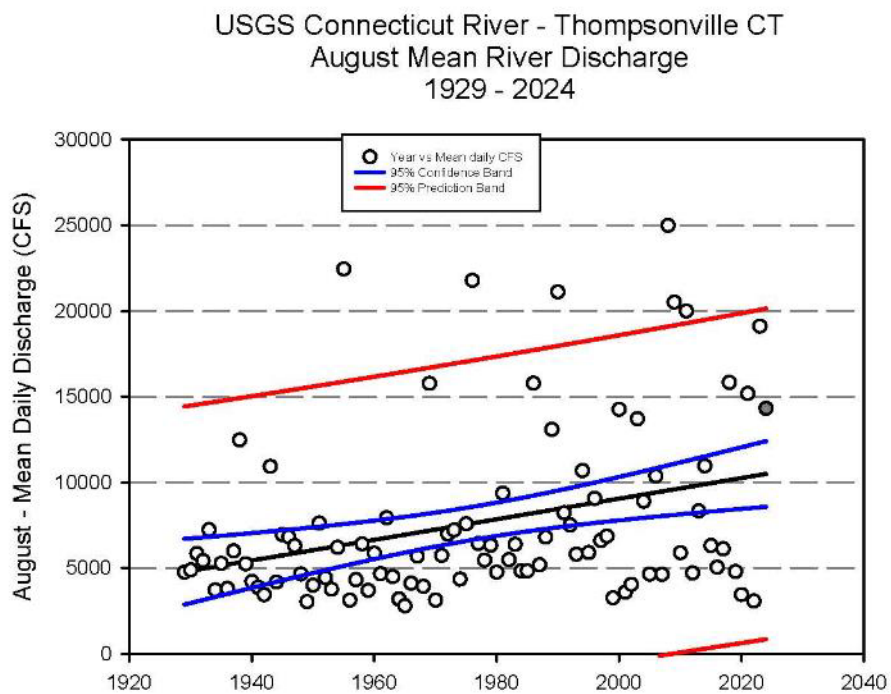 USGS Connecticut River - Thompsonville CT
August Mean River Discharge
1929 - 2024
30000
Year vs Mean daily CFS
95% Confidence Band
95% Prediction Band
25000
20000
15000
10000
5000
0
August - Mean Daily Discharge (CFS)
1920 1940 1960 1980 2000 2020 2040